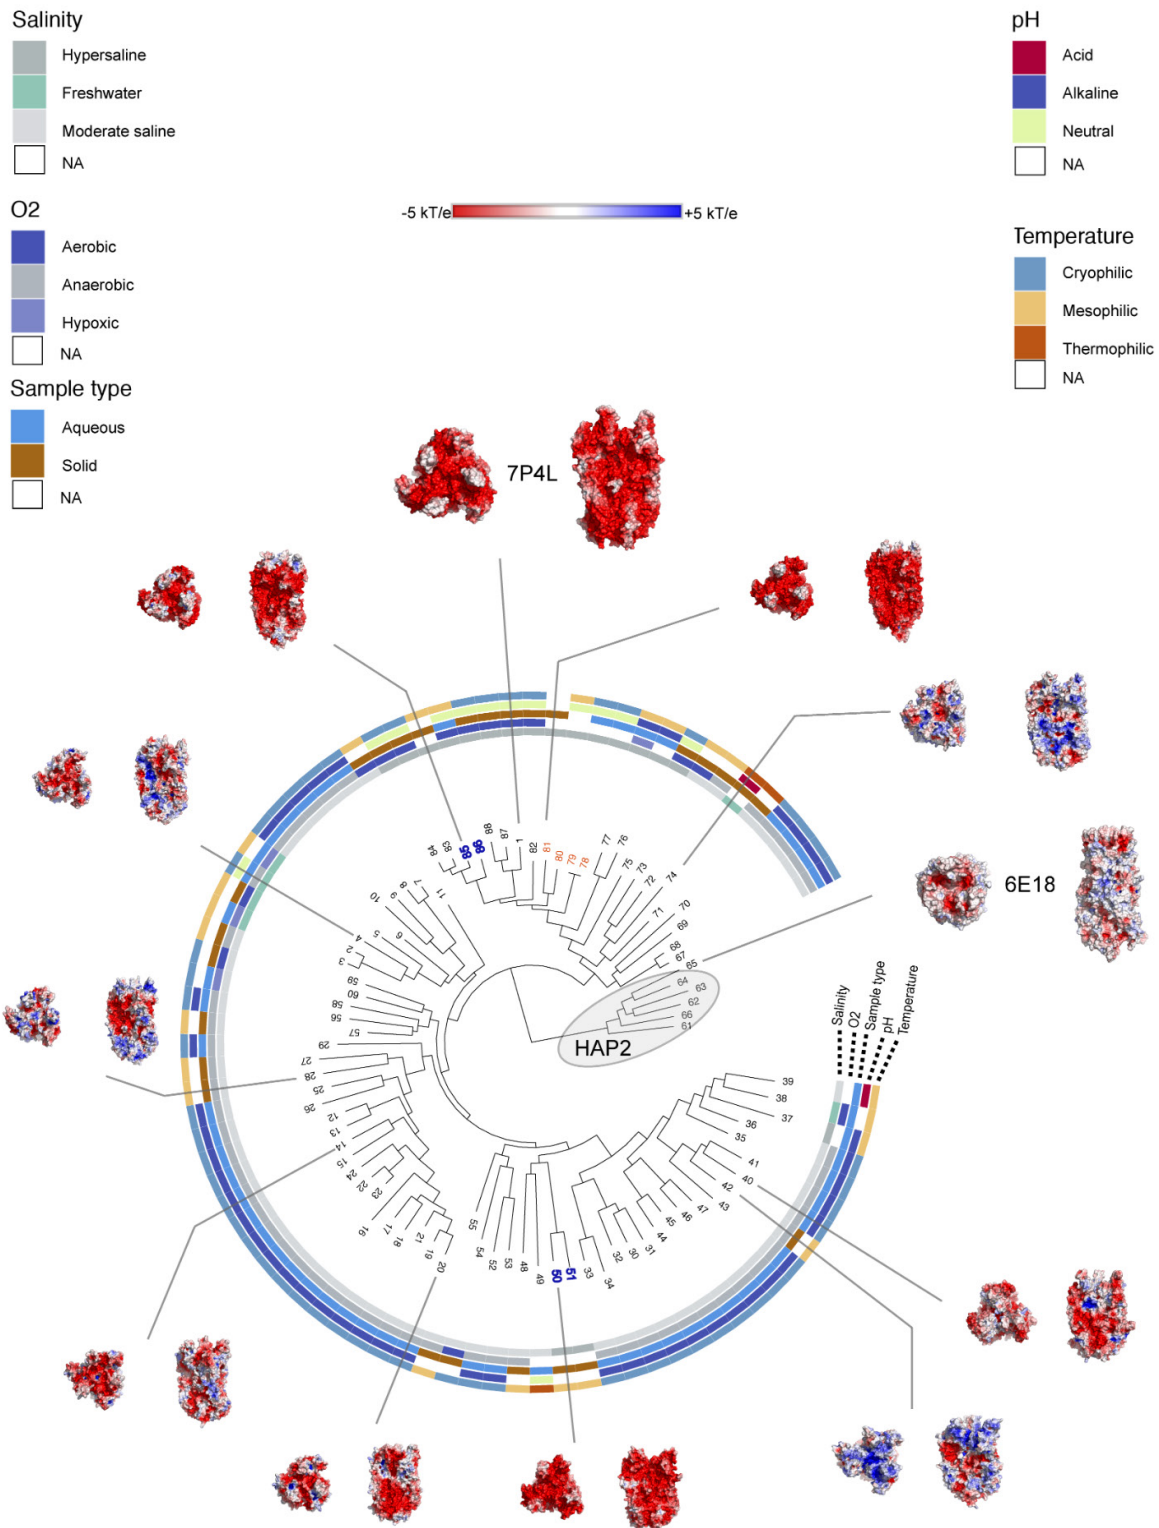 Salinity
Hypersaline
Freshwater
Moderate saline
NA
O2
Aerobic
Anaerobic
Hypoxic
NA
Sample type
Aqueous
Solid
NA
pH
Acid
Alkaline
Neutral
NA
Temperature
Cryophilic
Mesophilic
Thermophilic
NA
-5 kT/e
+5 kT/e
7P4L
6E18
HAP2
Salinity
O2
Sample type
pH
Temperature
84
83
85
86
88
87
1
82
81
80
79
78
77
76
75
73
72
74
71
70
69
68
67
65
64
63
62
66
61
39
38
37
36
35
41
40
42
43
47
46
45
44
31
30
32
34
33
51
50
49
48
53
52
54
55
20
19
21
18
17
16
23
22
24
15
14
13
12
26
25
28
27
29
57
56
58
60
59
3
2
4
5
6
10
9
8
7
11